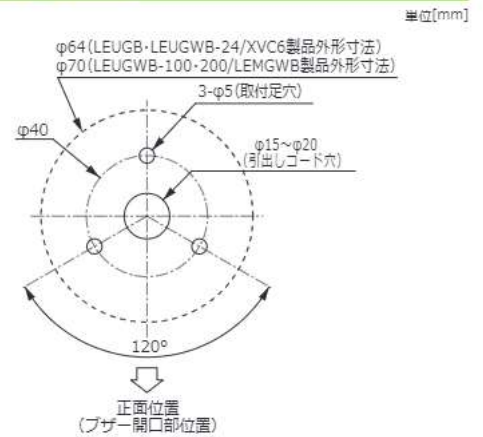 単位[mm]
φ64(LEUGB・LEUGWB-24/XVC6製品外形寸法)
φ70(LEUGWB-100・200/LEMGWB製品外形寸法)
3-φ5(取付足穴)
φ40
φ15～φ20
(引出しコード穴)
120°
正面位置
(ブザー開口部位置)